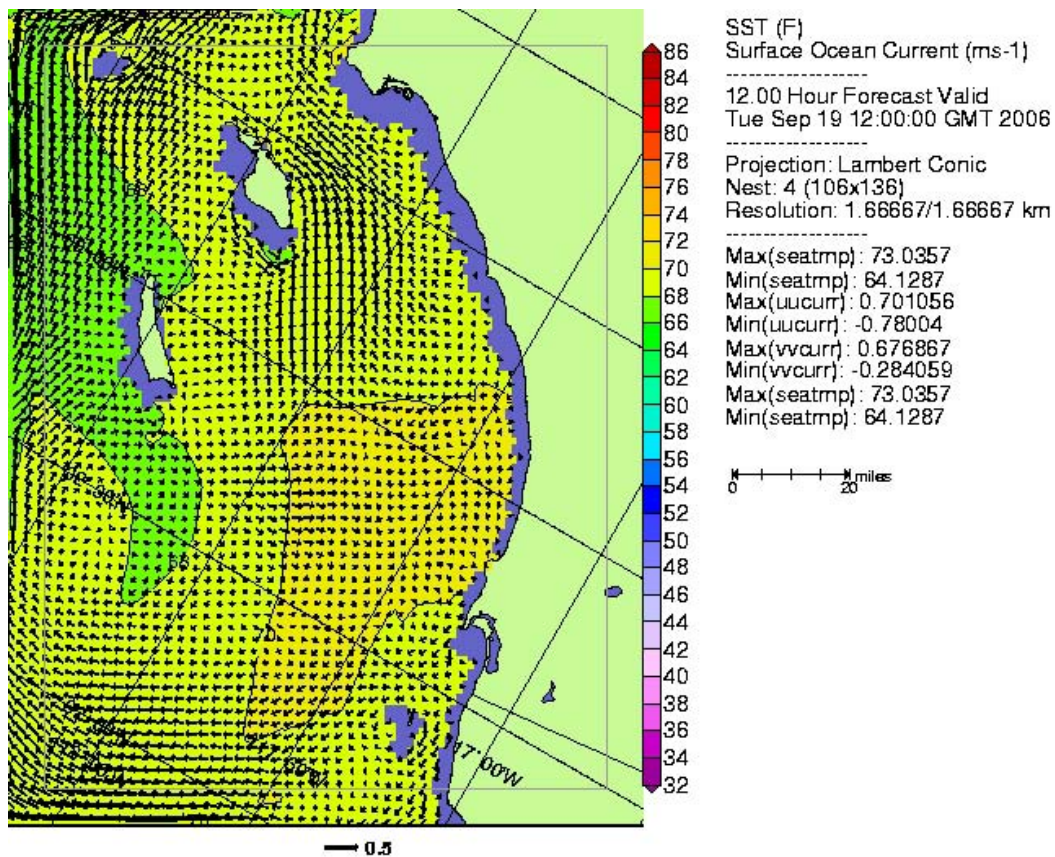 SST (F)
Surface Ocean Current (ms-1)
--------------------
12.00 Hour Forecast Valid
Tue Sep 19 12:00:00 GMT 2006
--------------------
Projection: Lambert Conic
Nest: 4 (106x136)
Resolution: 1.66667/1.66667 km
--------------------
Max(seatmp): 73.0357
Min(seatmp): 64.1287
Max(uucurr): 0.701056
Min(uucurr): -0.78004
Max(vvcurr): 0.676867
Min(vvcurr): -0.284059
Max(seatmp): 73.0357
Min(seatmp): 64.1287
0 20 miles
86
84
82
80
78
76
74
72
70
68
66
64
62
60
58
56
54
52
50
48
46
44
42
40
38
36
34
32
68
68
17° 00'W
0.5